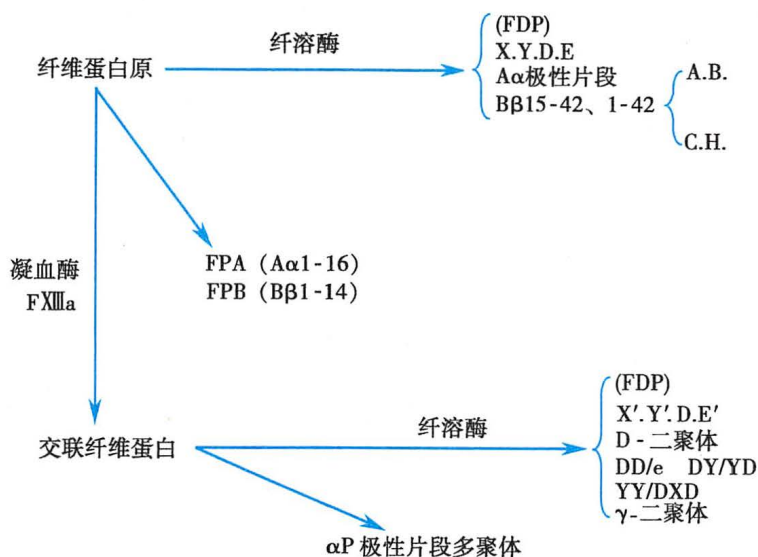 纤维蛋白原
纤溶酶
(FDP)
X.Y.D.E
Aα极性片段
Bβ15-42、1-42
A.B.
C.H.
凝血酶
FⅩⅢa
FPA（Aα1-16）
FPB（Bβ1-14）
交联纤维蛋白
纤溶酶
(FDP)
X′.Y′.D.E′
D-二聚体
DD/e DY/YD
YY/DXD
γ-二聚体
αP极性片段多聚体